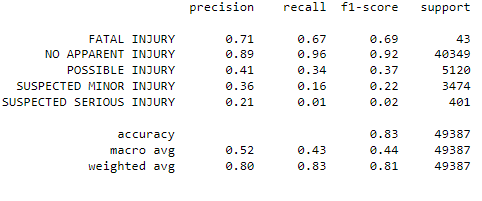 precision recall f1-score support
FATAL INJURY 0.71 0.67 0.69 43
NO APPARENT INJURY 0.89 0.96 0.92 40349
POSSIBLE INJURY 0.41 0.34 0.37 5120
SUSPECTED MINOR INJURY 0.36 0.16 0.22 3474
SUSPECTED SERIOUS INJURY 0.21 0.01 0.02 401
accuracy 0.83 49387
macro avg 0.52 0.43 0.44 49387
weighted avg 0.80 0.83 0.81 49387